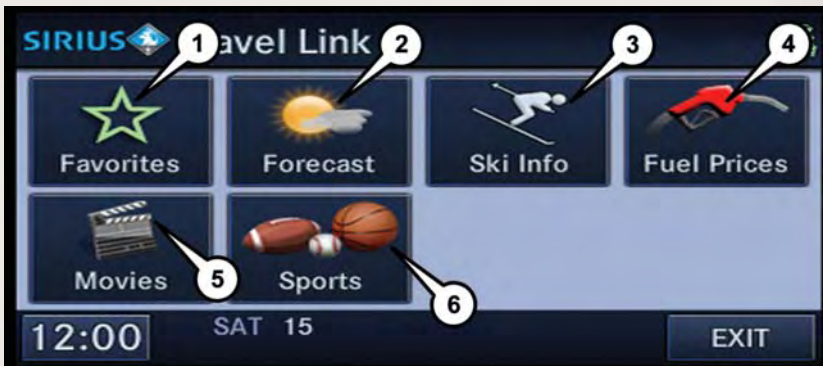 SIRIUS avel Link
1
2
3
4
Favorites
Forecast
Ski Info
Fuel Prices
Movies
Sports
5
6
12:00
SAT 15
EXIT